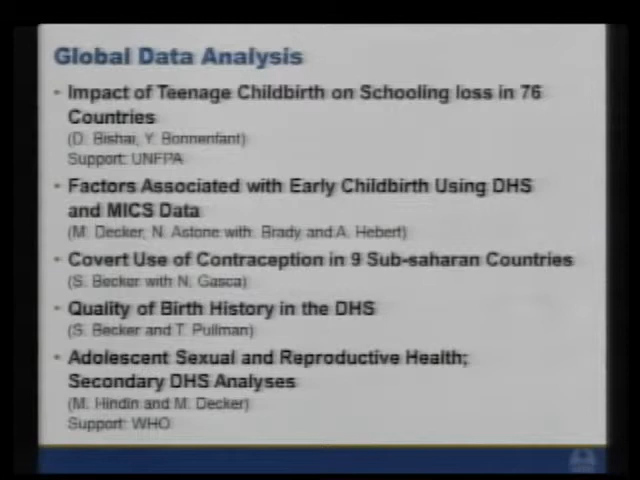 Global Data Analysis
Impact of Teenage Childbirth on Schooling loss in 76
Countries
(D. Bishai, Y. Bonnenfant)
Support: UNFPA
Factors Associated with Early Childbirth Using DHS
and MICS Data
(M. Decker, N. Astone with Brady and A. Hebert)
Covert Use of Contraception in 9 Sub-saharan Countries
(S. Becker with N. Gasca)
Quality of Birth History in the DHS
(S. Becker and T. Pullman)
Adolescent Sexual and Reproductive Health;
Secondary DHS Analyses
(M. Hindin and M. Decker)
Support: WHO